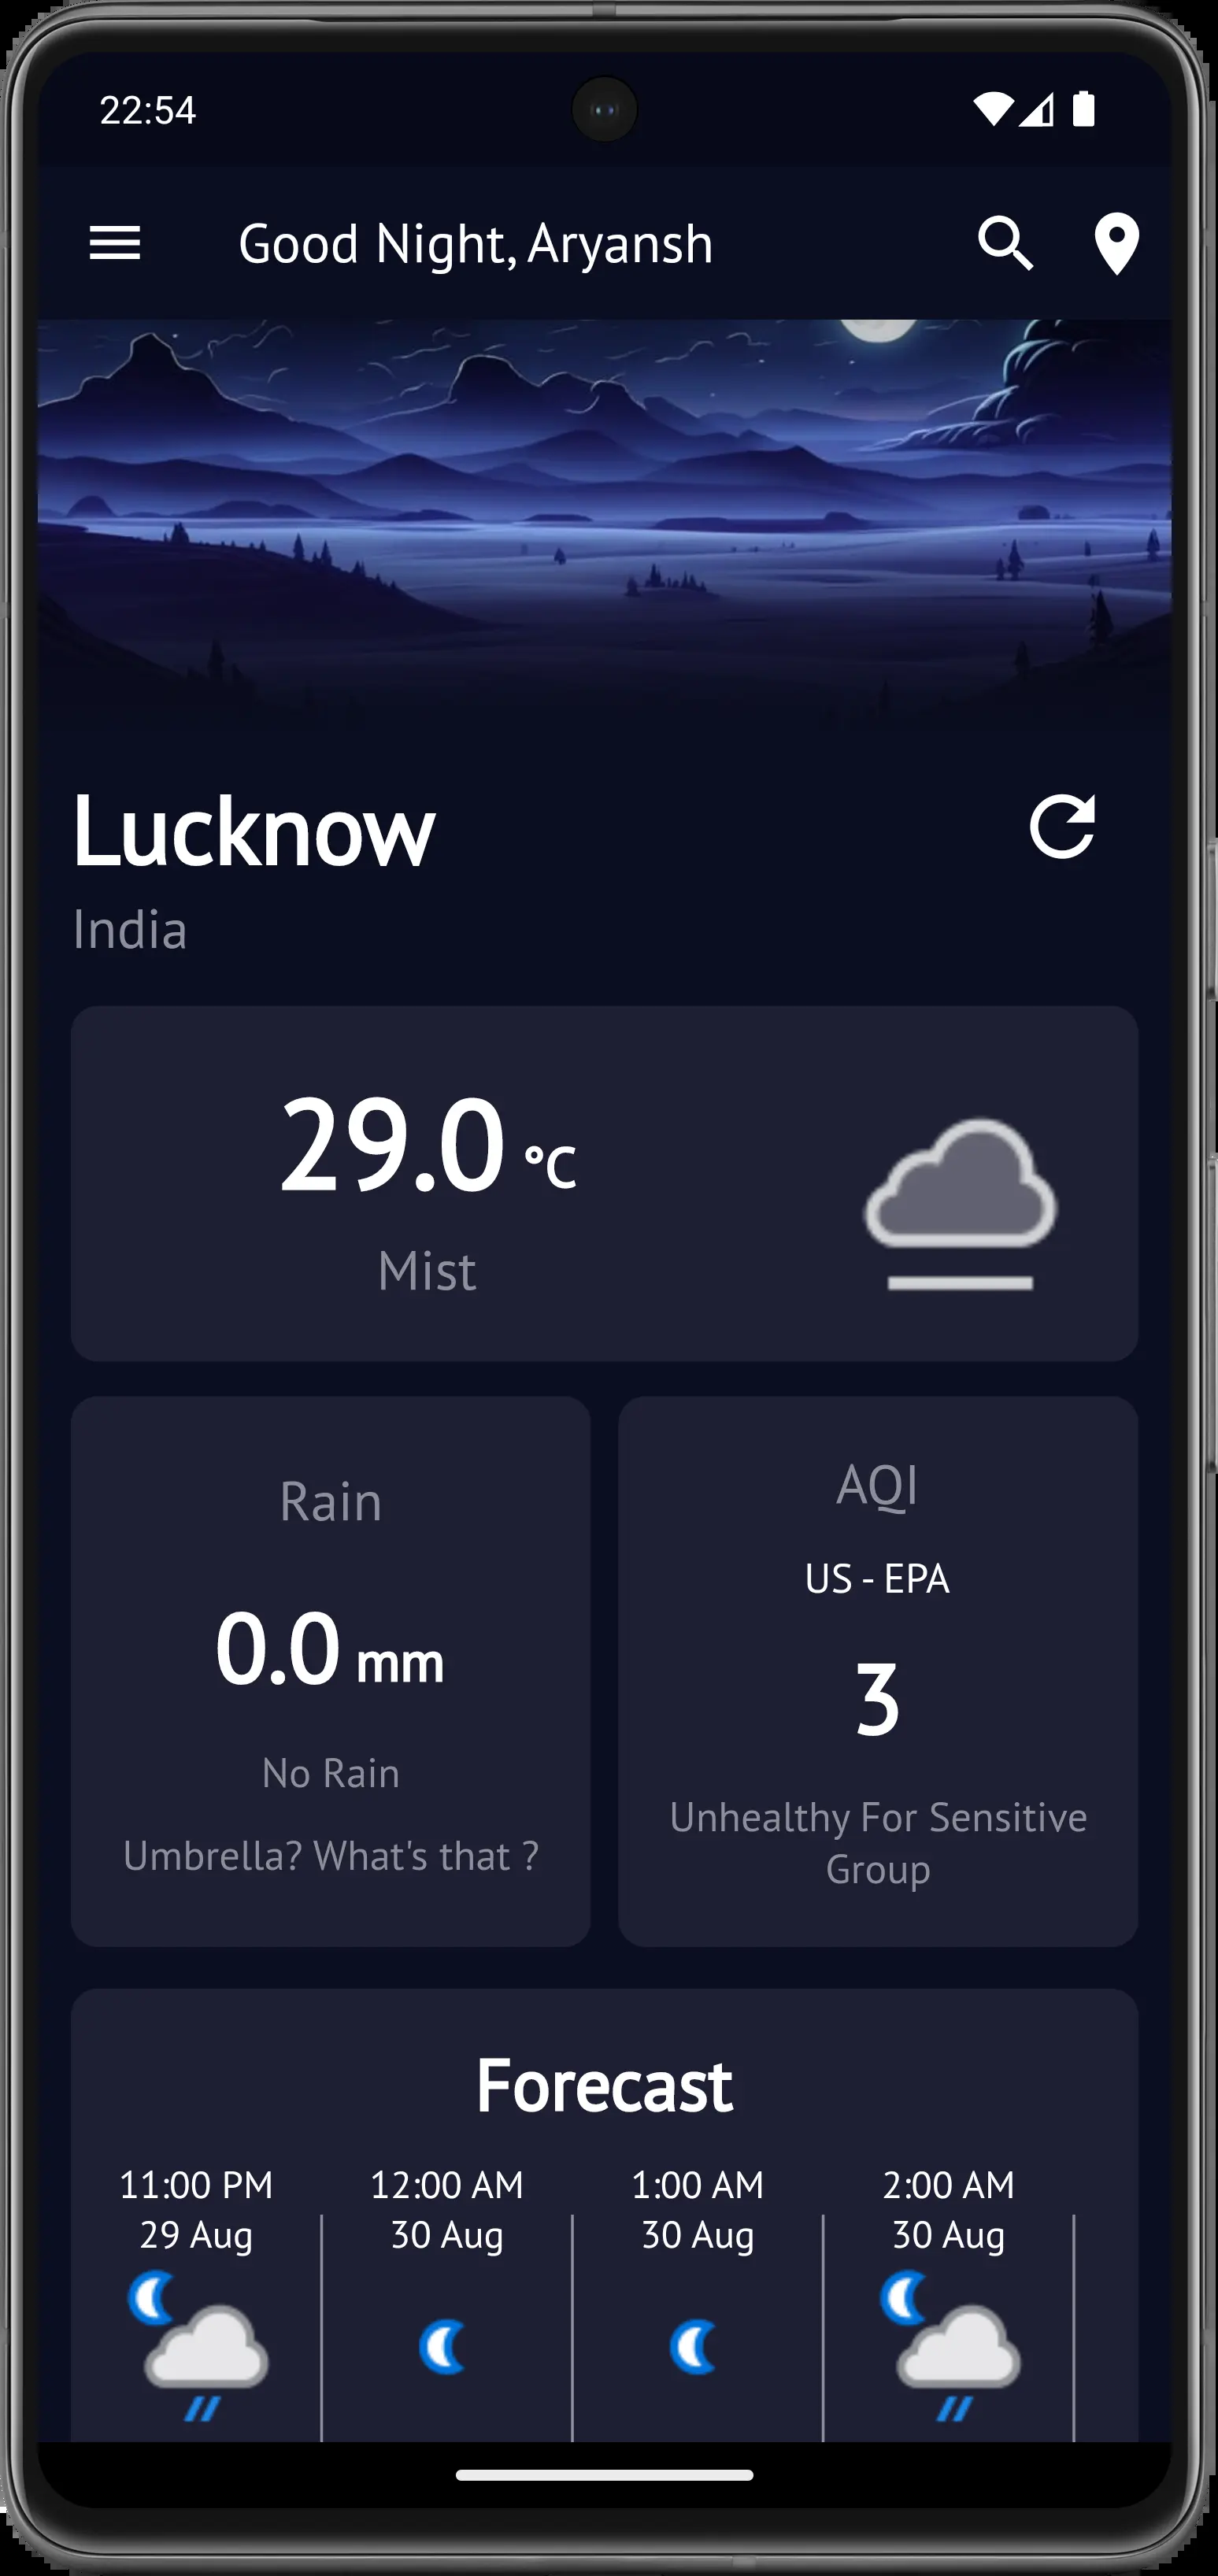 22:54
Good Night, Aryansh
Lucknow
India
29.0 °C
Mist
Rain
0.0 mm
No Rain
Umbrella? What's that ?
AQI
US - EPA
3
Unhealthy For Sensitive
Group
Forecast
11:00 PM
29 Aug
12:00 AM
30 Aug
1:00 AM
30 Aug
2:00 AM
30 Aug